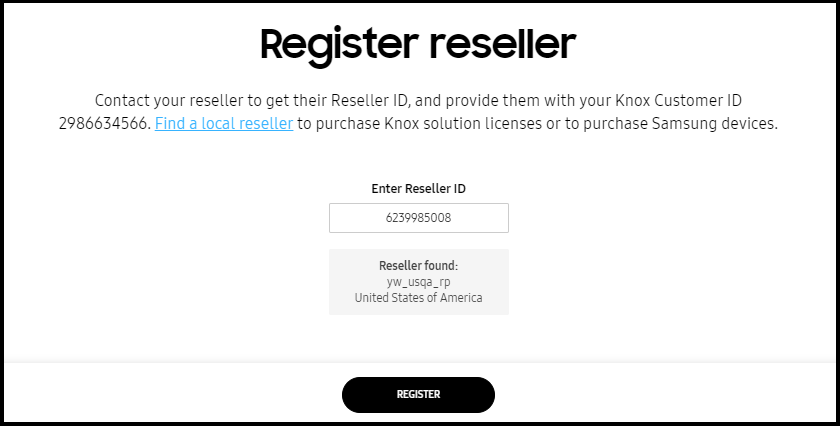 Register reseller
Contact your reseller to get their Reseller ID, and provide them with your Knox Customer ID
2986634566. Find a local reseller to purchase Knox solution licenses or to purchase Samsung devices.
Enter Reseller ID
6239985008
Reseller found:
yw_usqa_rp
United States of America
REGISTER